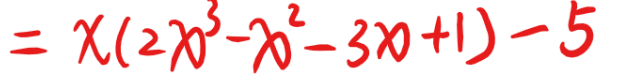 = x(2x³-x²-3x+1)-5